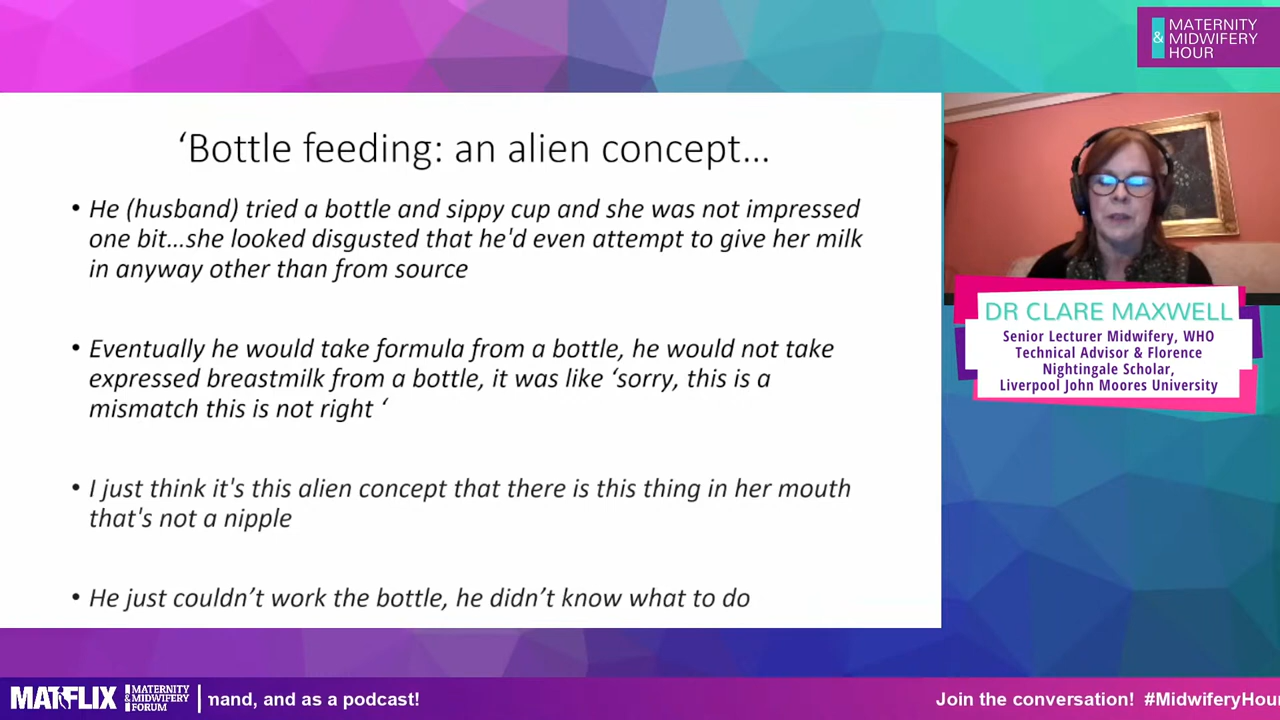 MATERNITY
& MIDWIFERY
HOUR
‘Bottle feeding: an alien concept…
• He (husband) tried a bottle and sippy cup and she was not impressed
one bit…she looked disgusted that he'd even attempt to give her milk
in anyway other than from source
• Eventually he would take formula from a bottle, he would not take
expressed breastmilk from a bottle, it was like ‘sorry, this is a
mismatch this is not right ‘
• I just think it's this alien concept that there is this thing in her mouth
that's not a nipple
• He just couldn’t work the bottle, he didn’t know what to do
DR CLARE MAXWELL
Senior Lecturer Midwifery, WHO
Technical Advisor & Florence
Nightingale Scholar,
Liverpool John Moores University
MATFLIX
MATERNITY
& MIDWIFERY
FORUM
mand, and as a podcast!
Join the conversation! #MidwiferyHour